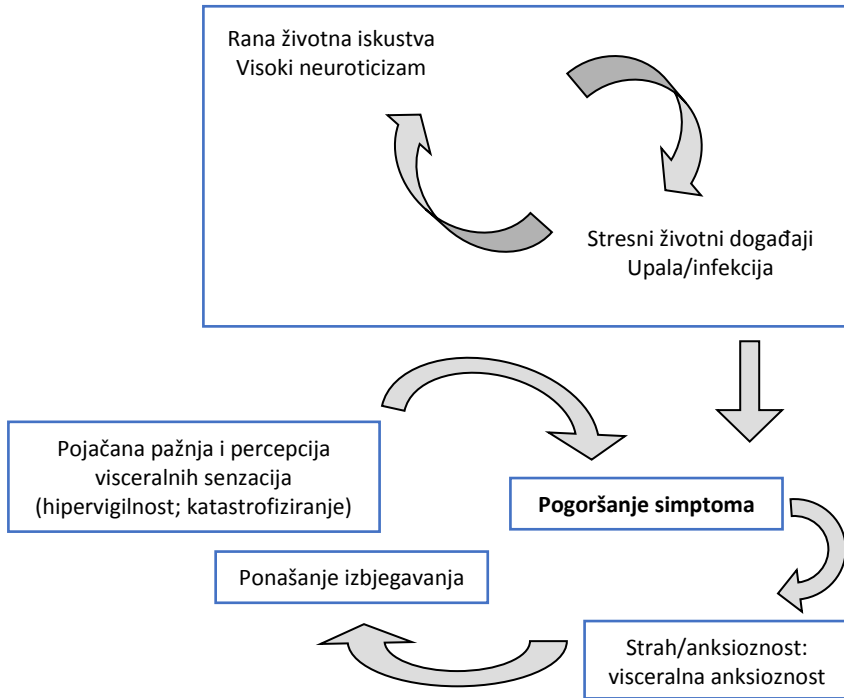 Rana životna iskustva
Visoki neuroticizam
Stresni životni događaji
Upala/infekcija
Pojačana pažnja i percepcija
visceralnih senzacija
(hipervigilnost; katastrofiziranje)
Pogoršanje simptoma
Ponašanje izbjegavanja
Strah/anksioznost:
visceralna anksioznost